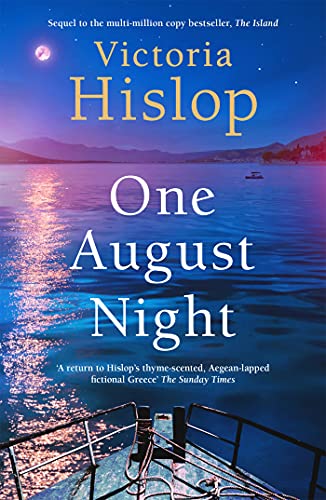 Sequel to the multi-million copy bestseller, The Island
Victoria
Hislop
One
August
Night
‘A return to Hislop’s thyme-scented, Aegean-lapped
fictional Greece’ The Sunday Times